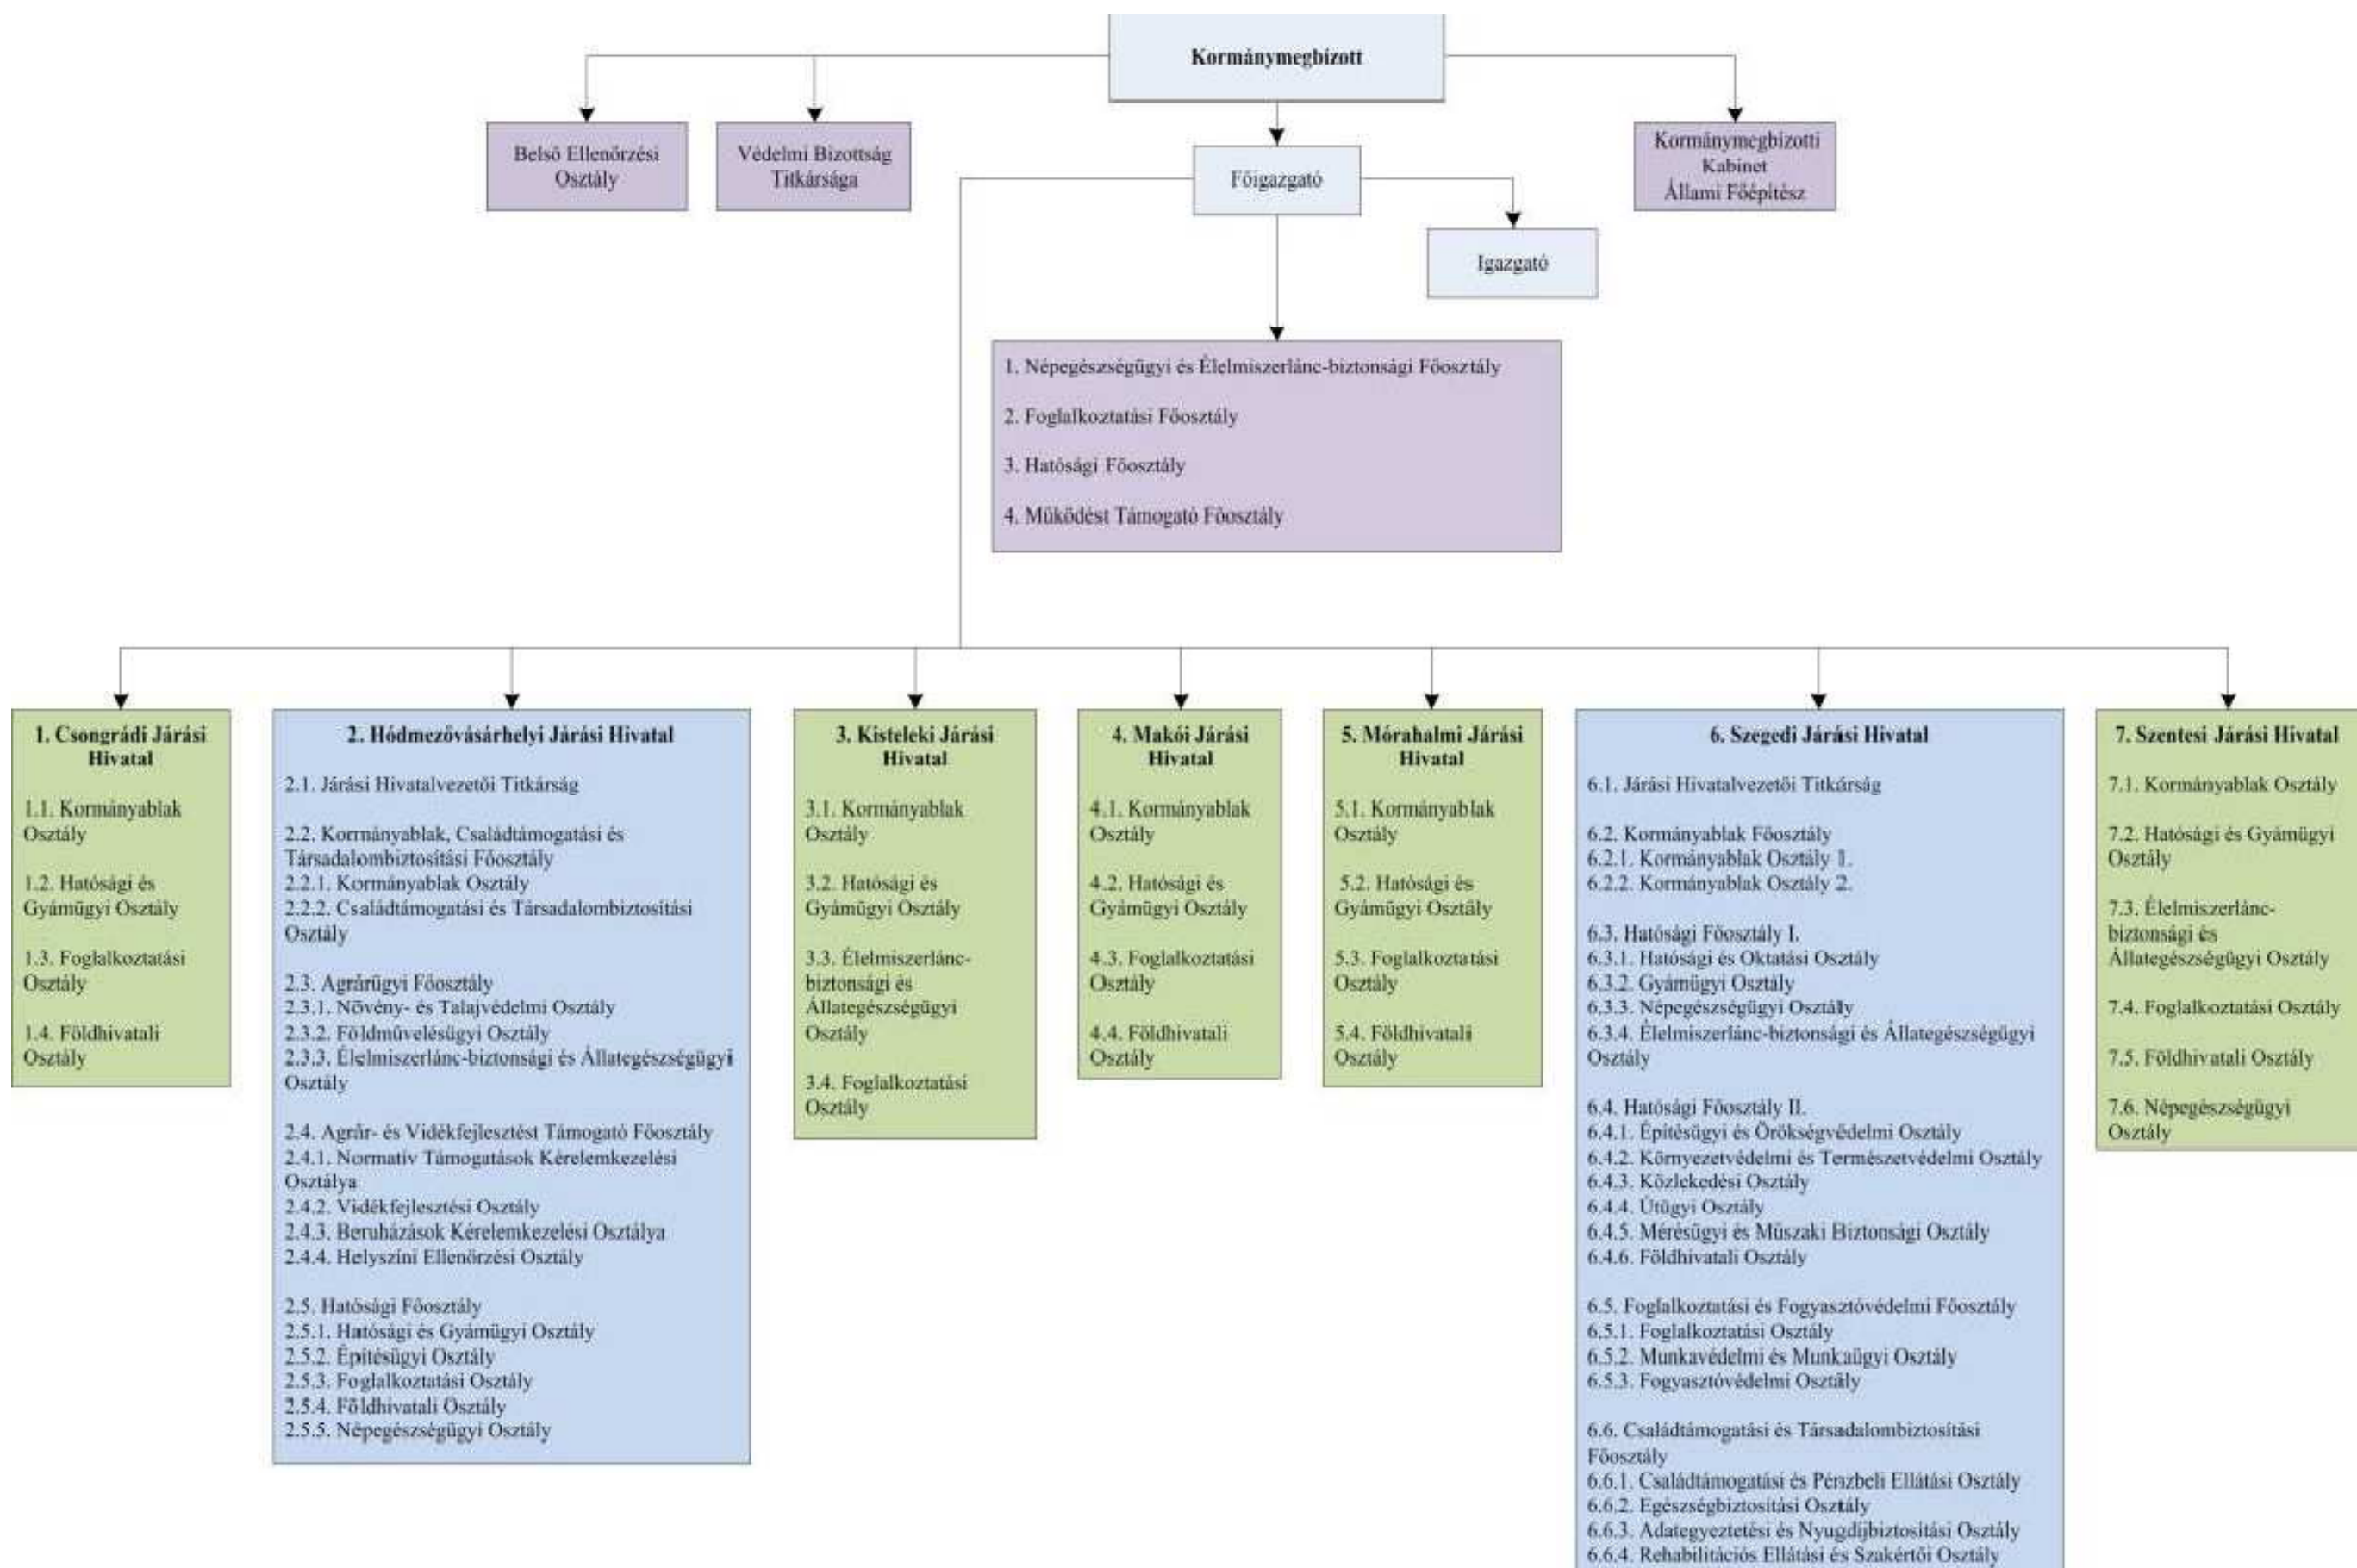 Kormánymegbízott
Belső Ellenőrzési
Osztály
Védelmi Bizottság
Titkársága
Kormánymegbízotti
Kabinet
Állami Főépítész
Főigazgató
Igazgató
1. Népegészségügyi és Élelmiszerlánc-biztonsági Főosztály
2. Foglalkoztatási Főosztály
3. Hatósági Főosztály
4. Működést Támogató Főosztály
1. Csongrádi Járási
Hivatal
1.1. Kormányablak
Osztály
1.2. Hatósági és
Gyámügyi Osztály
1.3. Foglalkoztatási
Osztály
1.4. Földhivatali
Osztály
2. Hódmezővásárhelyi Járási Hivatal
2.1. Járási Hivatalvezetői Titkárság
2.2. Kormányablak, Családtámogatási és
Társadalombiztosítási Főosztály
2.2.1. Kormányablak Osztály
2.2.2. Családtámogatási és Társadalombiztosítási
Osztály
2.3. Agrárügyi Főosztály
2.3.1. Növény- és Talajvédelmi Osztály
2.3.2. Földművelésügyi Osztály
2.3.3. Élelmiszerlánc-biztonsági és Állategészségügyi
Osztály
2.4. Agrár- és Vidékfejlesztést Támogató Főosztály
2.4.1. Normatív Támogatások Kérelemkezelési
Osztálya
2.4.2. Vidékfejlesztési Osztály
2.4.3. Beruházások Kérelemkezelési Osztálya
2.4.4. Helyszíni Ellenőrzési Osztály
2.5. Hatósági Főosztály
2.5.1. Hatósági és Gyámügyi Osztály
2.5.2. Építésügyi Osztály
2.5.3. Foglalkoztatási Osztály
2.5.4. Földhivatali Osztály
2.5.5. Népegészségügyi Osztály
3. Kisteleki Járási
Hivatal
3.1. Kormányablak
Osztály
3.2. Hatósági és
Gyámügyi Osztály
3.3. Élelmiszerlánc-
biztonsági és
Állategészségügyi
Osztály
3.4. Foglalkoztatási
Osztály
4. Makói Járási
Hivatal
4.1. Kormányablak
Osztály
4.2. Hatósági és
Gyámügyi Osztály
4.3. Foglalkoztatási
Osztály
4.4. Földhivatali
Osztály
5. Mórahalmi Járási
Hivatal
5.1. Kormányablak
Osztály
5.2. Hatósági és
Gyámügyi Osztály
5.3. Foglalkoztatási
Osztály
5.4. Földhivatali
Osztály
6. Szegedi Járási Hivatal
6.1. Járási Hivatalvezetői Titkárság
6.2. Kormányablak Főosztály
6.2.1. Kormányablak Osztály 1.
6.2.2. Kormányablak Osztály 2.
6.3. Hatósági Főosztály I.
6.3.1. Hatósági és Oktatási Osztály
6.3.2. Gyámügyi Osztály
6.3.3. Népegészségügyi Osztály
6.3.4. Élelmiszerlánc-biztonsági és Állategészségügyi
Osztály
6.4. Hatósági Főosztály II.
6.4.1. Építésügyi és Örökségvédelmi Osztály
6.4.2. Környezetvédelmi és Természetvédelmi Osztály
6.4.3. Közlekedési Osztály
6.4.4. Útügyi Osztály
6.4.5. Mérésügyi és Műszaki Biztonsági Osztály
6.4.6. Földhivatali Osztály
6.5. Foglalkoztatási és Fogyasztóvédelmi Főosztály
6.5.1. Foglalkoztatási Osztály
6.5.2. Munkavédelmi és Munkaügyi Osztály
6.5.3. Fogyasztóvédelmi Osztály
6.6. Családtámogatási és Társadalombiztosítási
Főosztály
6.6.1. Családtámogatási és Pénzbeli Ellátási Osztály
6.6.2. Egészségbiztosítási Osztály
6.6.3. Adategyeztetési és Nyugdíjbiztosítási Osztály
6.6.4. Rehabilitációs Ellátási és Szakértői Osztály
7. Szentesi Járási Hivatal
7.1. Kormányablak Osztály
7.2. Hatósági és Gyámügyi
Osztály
7.3. Élelmiszerlánc-
biztonsági és
Állategészségügyi Osztály
7.4. Foglalkoztatási Osztály
7.5. Földhivatali Osztály
7.6. Népegészségügyi
Osztály